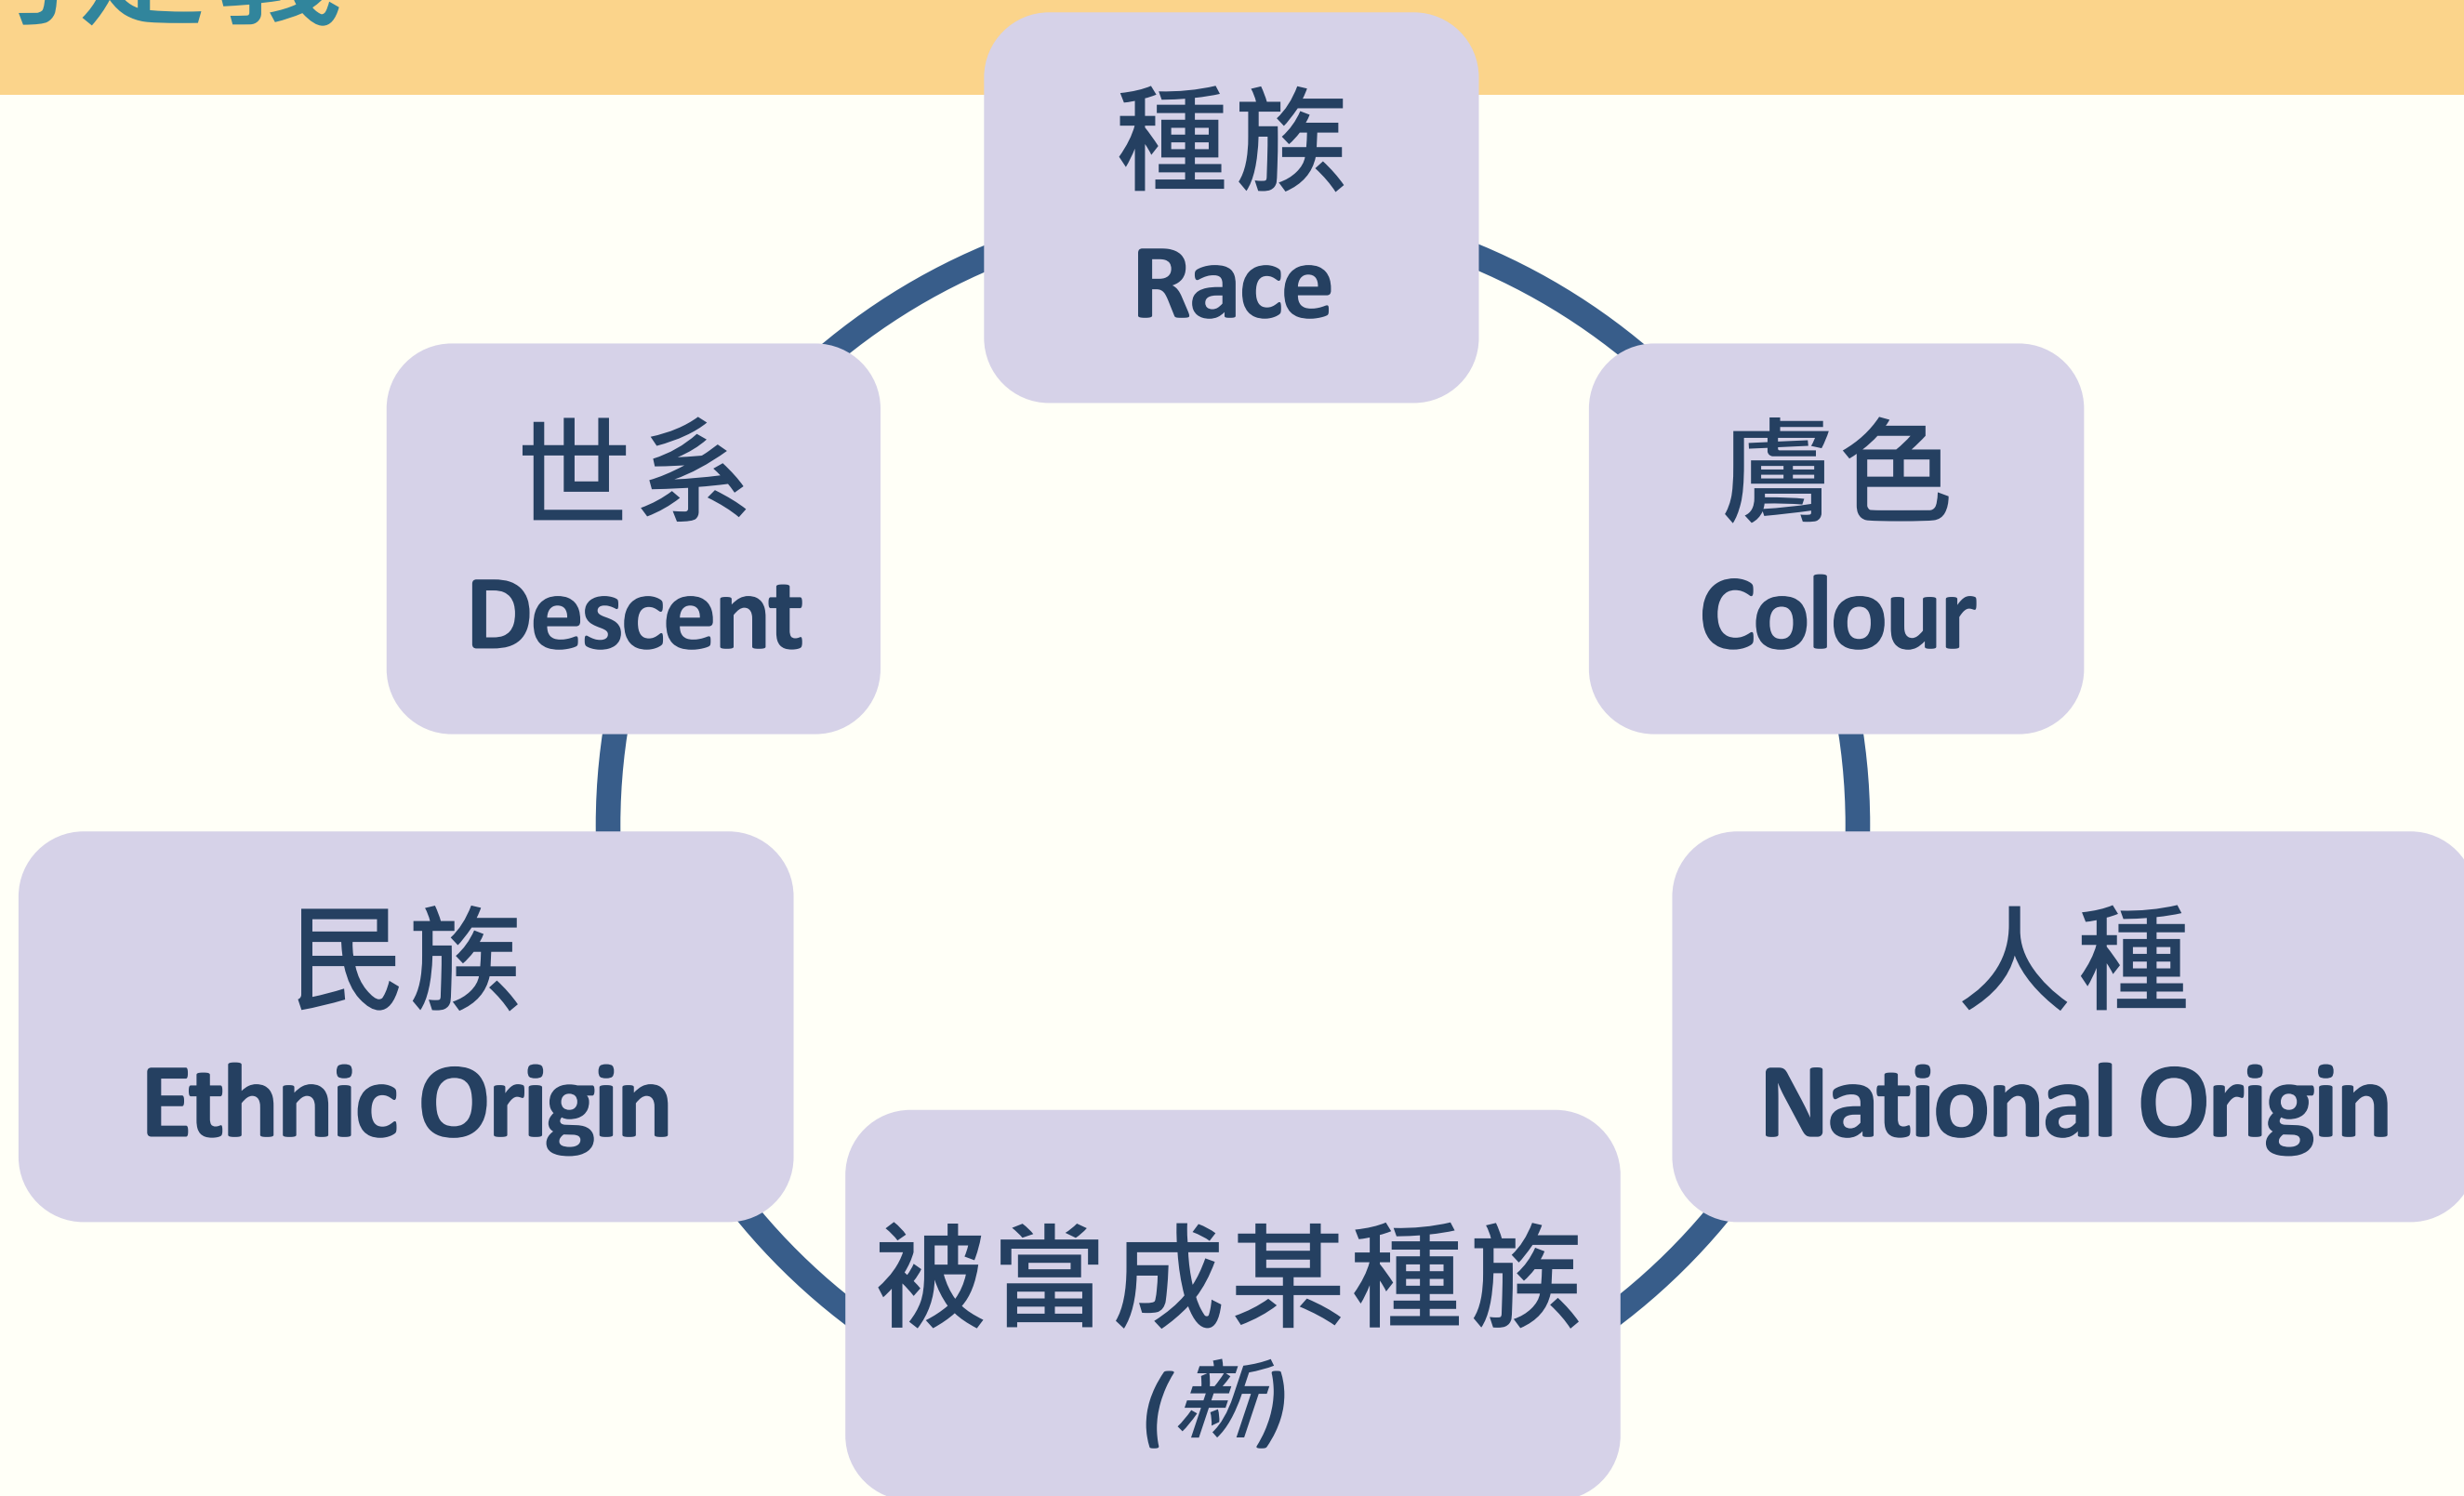 種族
Race
世系
Descent
膚色
Colour
民族
Ethnic Origin
人種
National Origin
被當成某種族
(新)